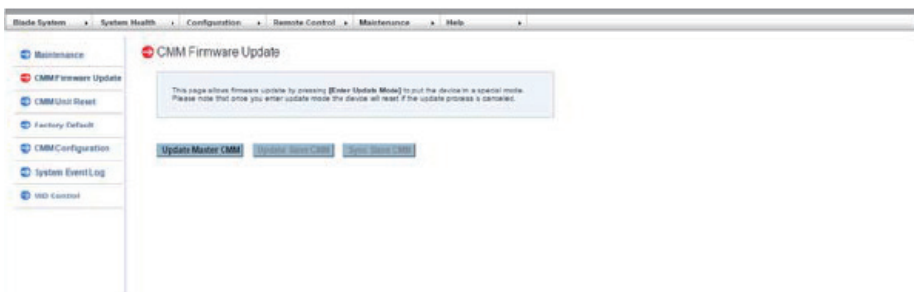 Blade System System Health Configuration Remote Control Maintenance Help
Maintenance
CMM Firmware Update
CMM Unit Reset
Factory Default
CMM Configuration
System Event Log
CMM Firmware Update
This page allows firmware update by pressing [Enter Update Mode] to put the device in a special mode.
Please note that once you enter update mode the device will reset if the update process is canceled.
Update Master CMM Update Slave CMM Sync Slave CMM